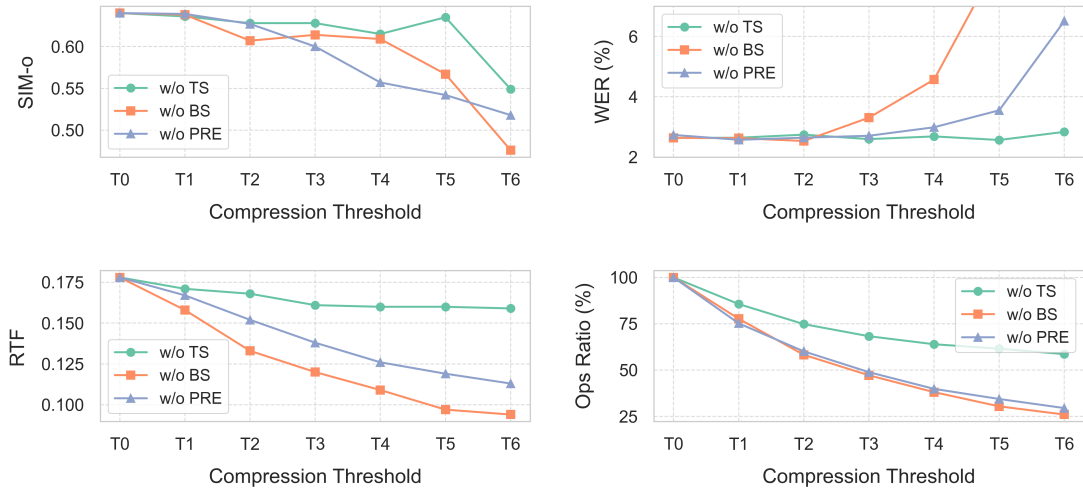 SIM-o
0.60
0.55
0.50
w/o TS
w/o BS
w/o PRE
T0 T1 T2 T3 T4 T5 T6
Compression Threshold
WER (%)
6
4
2
w/o TS
w/o BS
w/o PRE
T0 T1 T2 T3 T4 T5 T6
Compression Threshold
RTF
0.175
0.150
0.125
0.100
w/o TS
w/o BS
w/o PRE
T0 T1 T2 T3 T4 T5 T6
Compression Threshold
Ops Ratio (%)
100
75
50
25
w/o TS
w/o BS
w/o PRE
T0 T1 T2 T3 T4 T5 T6
Compression Threshold